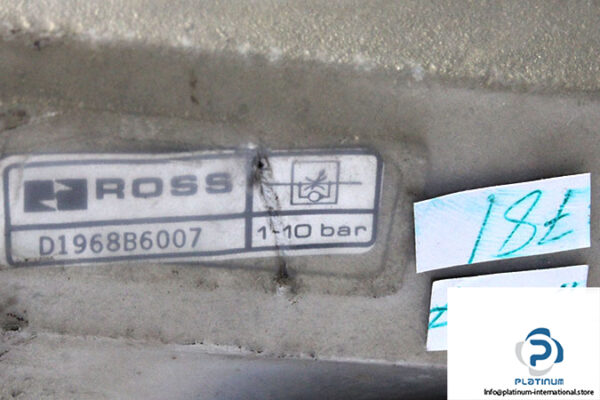 ROSS
D1968B6007
1-10 bar
18E
PLATINUM
Info@platinum-international.store